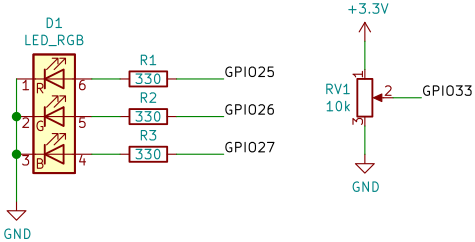 D1
LED_RGB
1 R 6
2 G 5
3 B 4
R1
330
GPIO25
R2
330
GPIO26
R3
330
GPIO27
GND
+3.3V
1
RV1
10k
2
GPIO33
3
GND